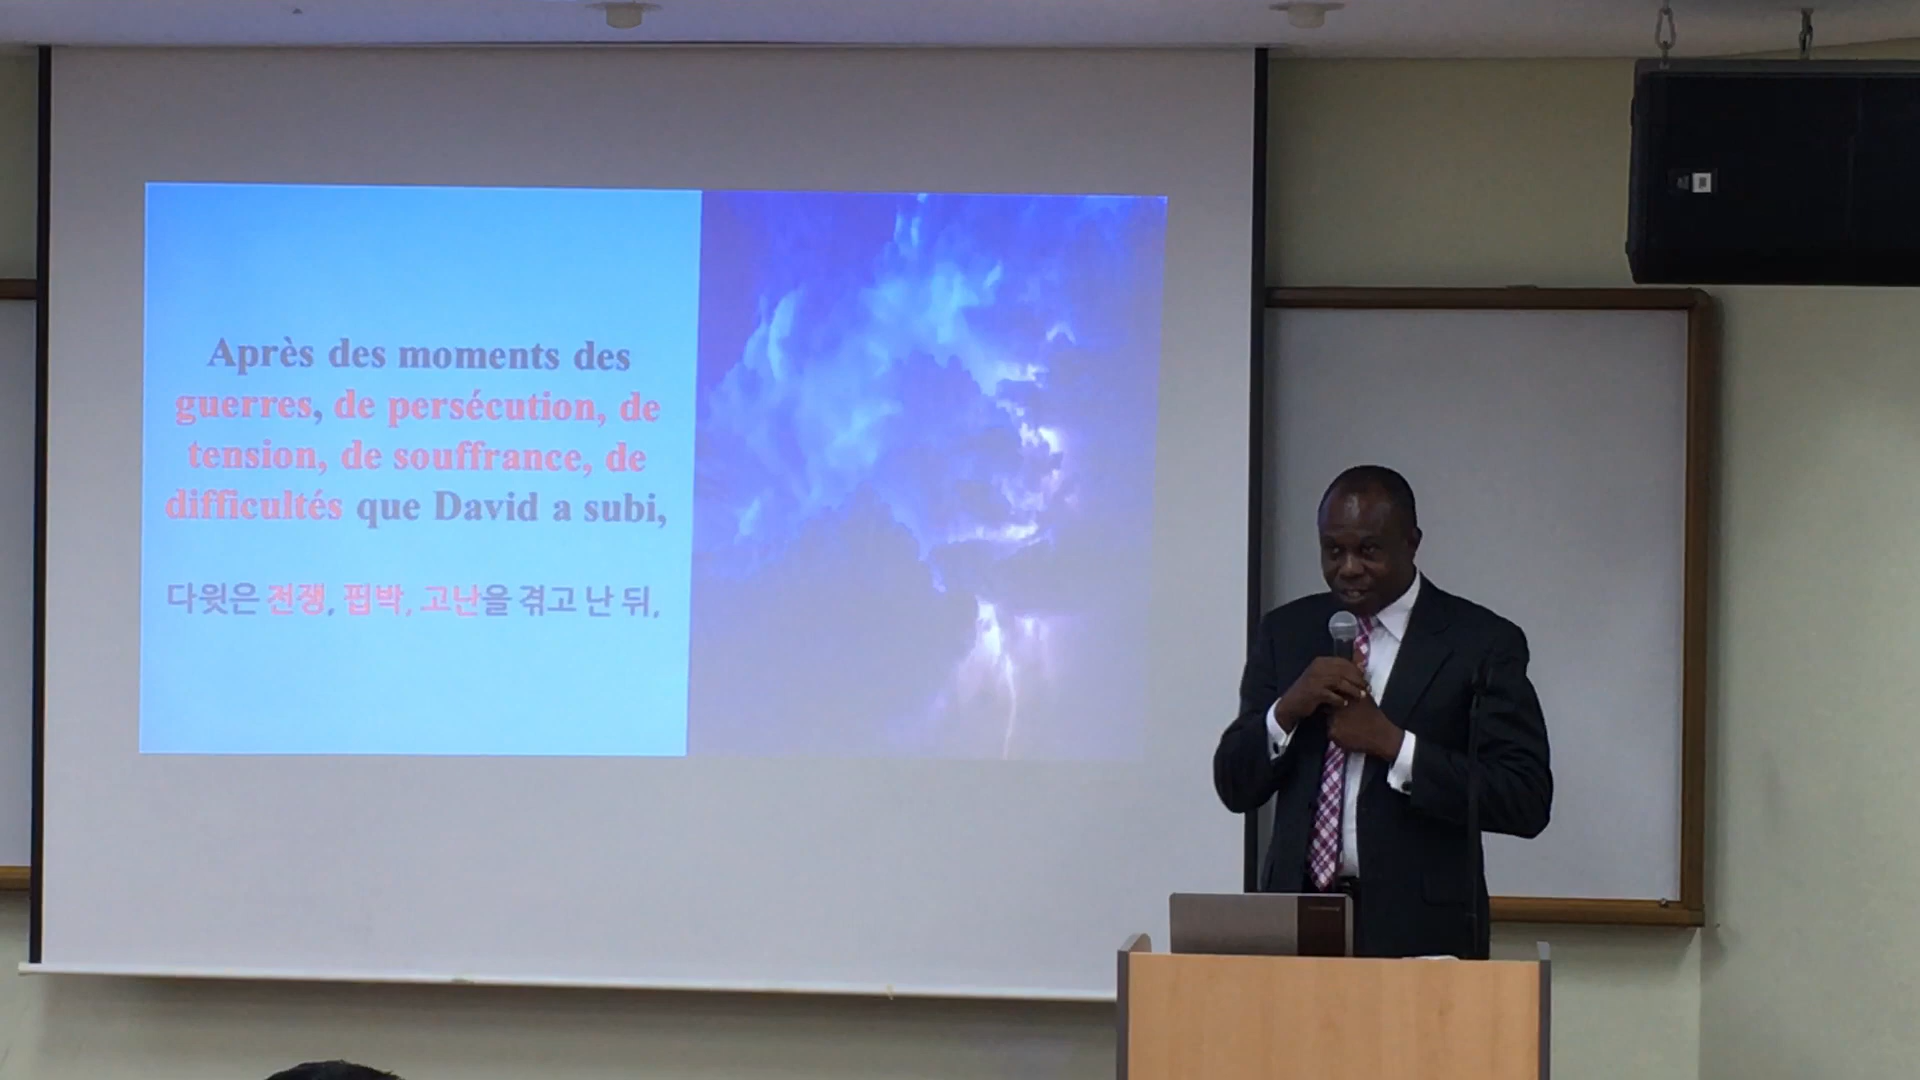 Après des moments des
guerres, de persécution, de
tension, de souffrance, de
difficultés que David a subi,
다윗은 전쟁, 핍박, 고난을 겪고 난 뒤,